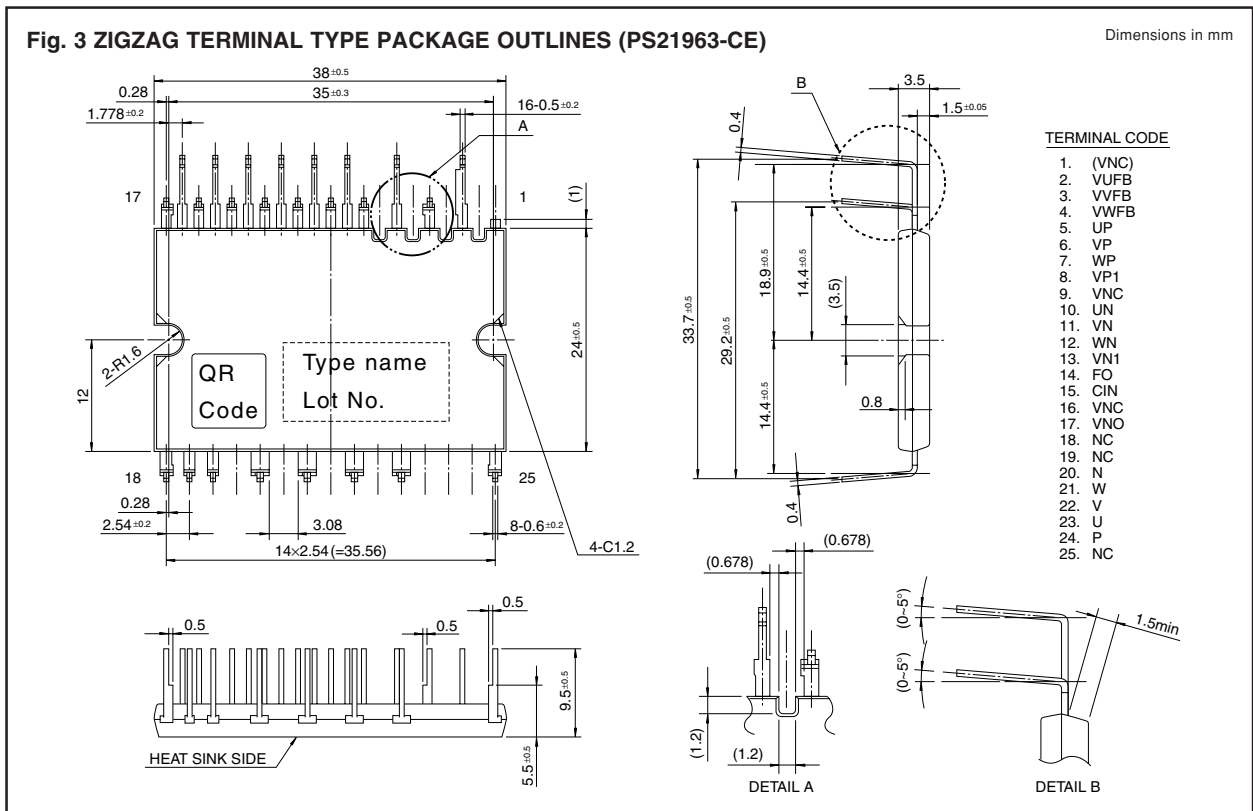 Fig. 3 ZIGZAG TERMINAL TYPE PACKAGE OUTLINES (PS21963-CE)
Dimensions in mm
38±0.5
0.28
35±0.3
16-0.5±0.2
1.778±0.2
A
17
1
(1)
24±0.5
2-R1.6
12
QR
Code
Type name
Lot No.
18
25
0.28
2.54±0.2
3.08
8-0.6±0.2
14×2.54 (=35.56)
4-C1.2
B
3.5
1.5±0.05
0.4
33.7±0.5
29.2±0.5
18.9±0.5
14.4±0.5
(3.5)
14.4±0.5
0.8
0.4
TERMINAL CODE
1. (VNC)
2. VUFB
3. VVFB
4. VWFB
5. UP
6. VP
7. WP
8. VP1
9. VNC
10. UN
11. VN
12. WN
13. VN1
14. FO
15. CIN
16. VNC
17. VNO
18. NC
19. NC
20. N
21. W
22. V
23. U
24. P
25. NC
0.5
0.5
0.5
9.5±0.5
5.5±0.5
HEAT SINK SIDE
(0.678)
(0.678)
(1.2)
(1.2)
DETAIL A
(0~5°)
(0~5°)
1.5min
DETAIL B